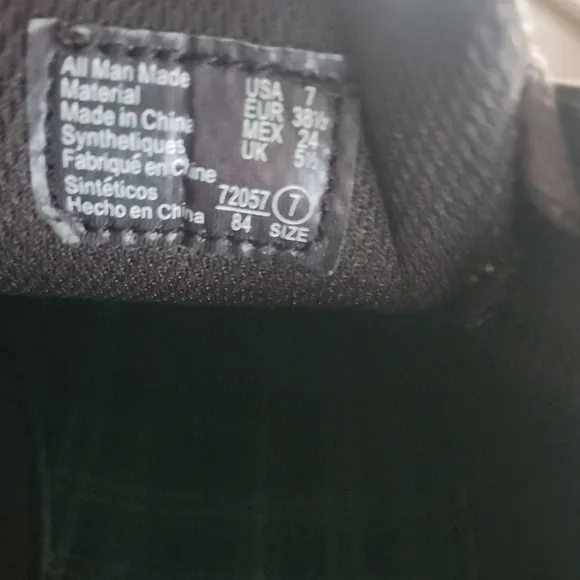 All Man Made
Material
Made in China
Synthetiques
Fabriqué en Chine
Sintéticos
Hecho en China
USA 7
EUR 38½
MEX 24
UK 5½
72057 7
84 SIZE